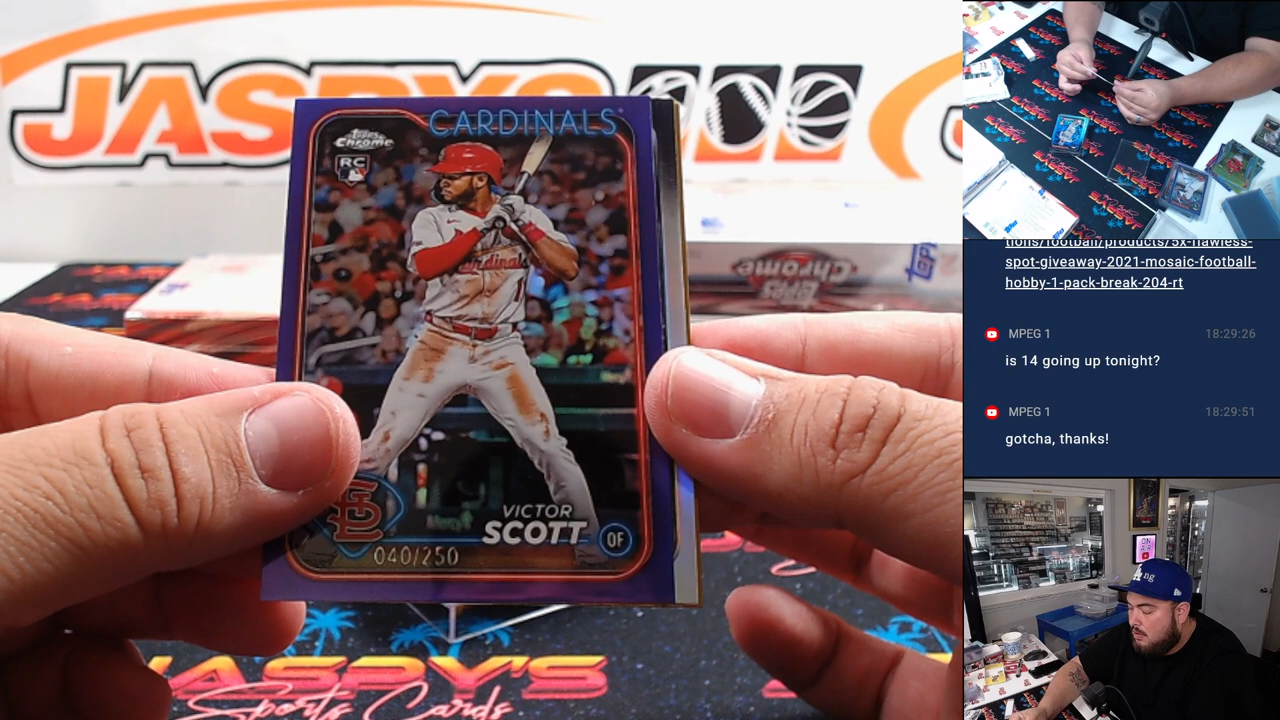 JASPYS
CARDINALS
Topps
Chrome
RC
VICTOR
SCOTT
OF
040/250
Topps
Chrome
JASPY'S
Sports Cards
tions/football/products/5x-flawless-
spot-giveaway-2021-mosaic-football-
hobby-1-pack-break-204-rt
MPEG 1 18:29:26
is 14 going up tonight?
MPEG 1 18:29:51
gotcha, thanks!
ON